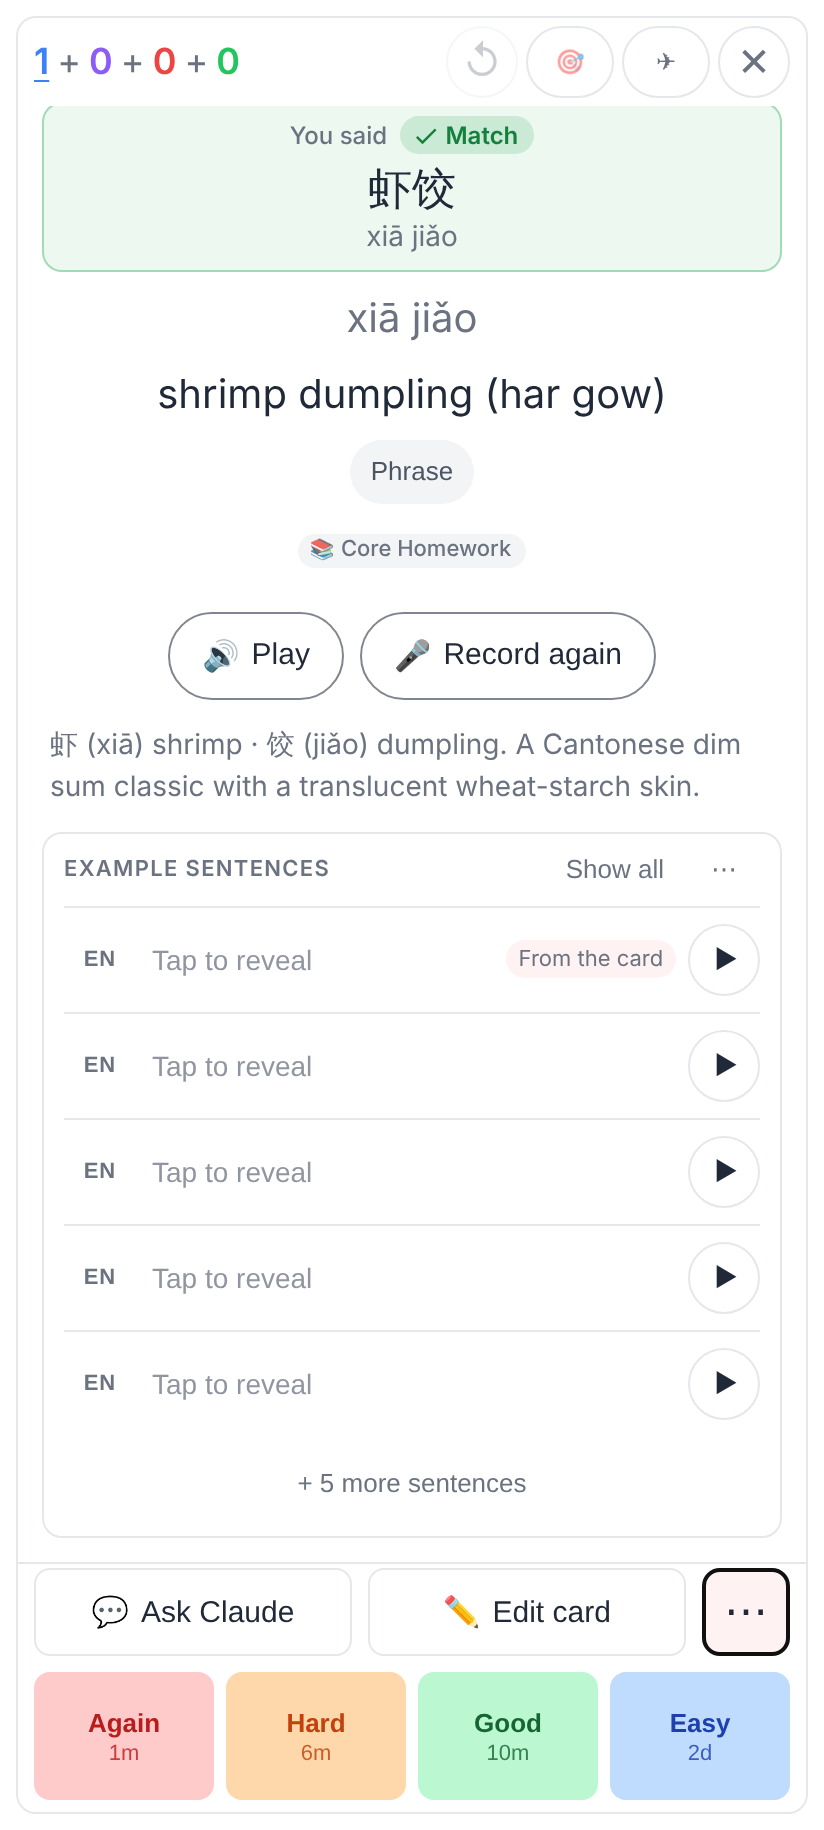 1 + 0 + 0 + 0
You said ✓ Match
虾饺
xiā jiǎo
xiā jiǎo
shrimp dumpling (har gow)
Phrase
📚 Core Homework
🔊 Play
🎤 Record again
虾 (xiā) shrimp · 饺 (jiǎo) dumpling. A Cantonese dim
sum classic with a translucent wheat-starch skin.
EXAMPLE SENTENCES
Show all
⋯
EN Tap to reveal From the card
EN Tap to reveal
EN Tap to reveal
EN Tap to reveal
EN Tap to reveal
+ 5 more sentences
💬 Ask Claude
✏️ Edit card
⋯
Again
1m
Hard
6m
Good
10m
Easy
2d